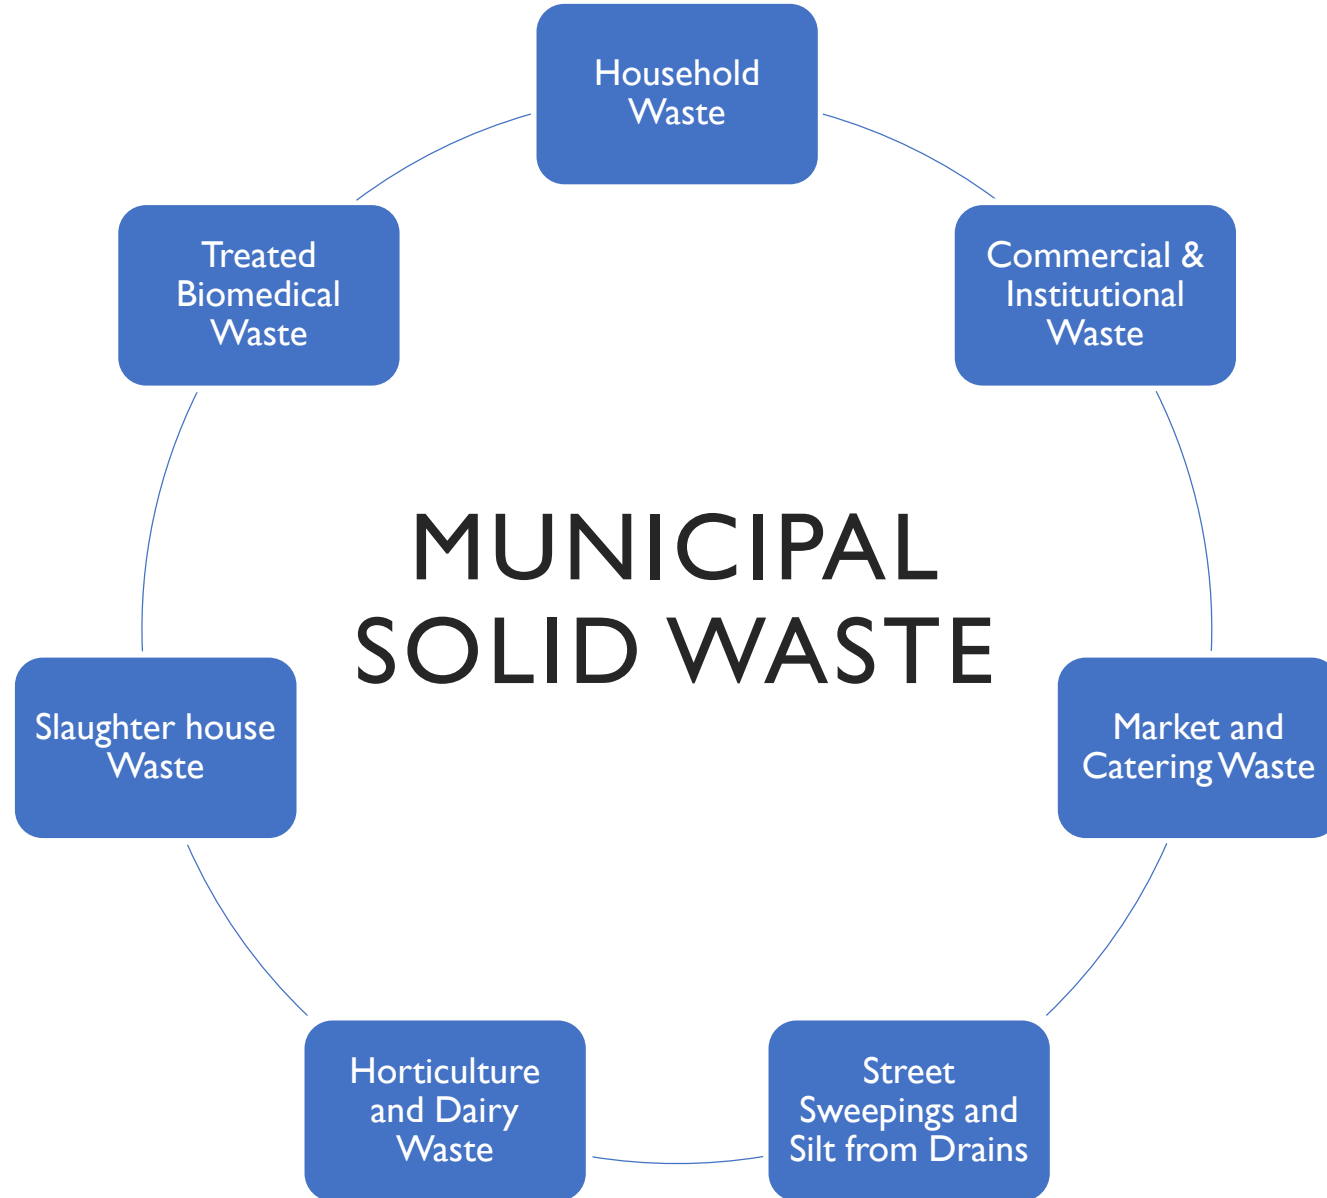 Household
Waste
Commercial &
Institutional
Waste
Market and
Catering Waste
Street
Sweepings and
Silt from Drains
Horticulture
and Dairy
Waste
Slaughter house
Waste
Treated
Biomedical
Waste
MUNICIPAL
SOLID WASTE